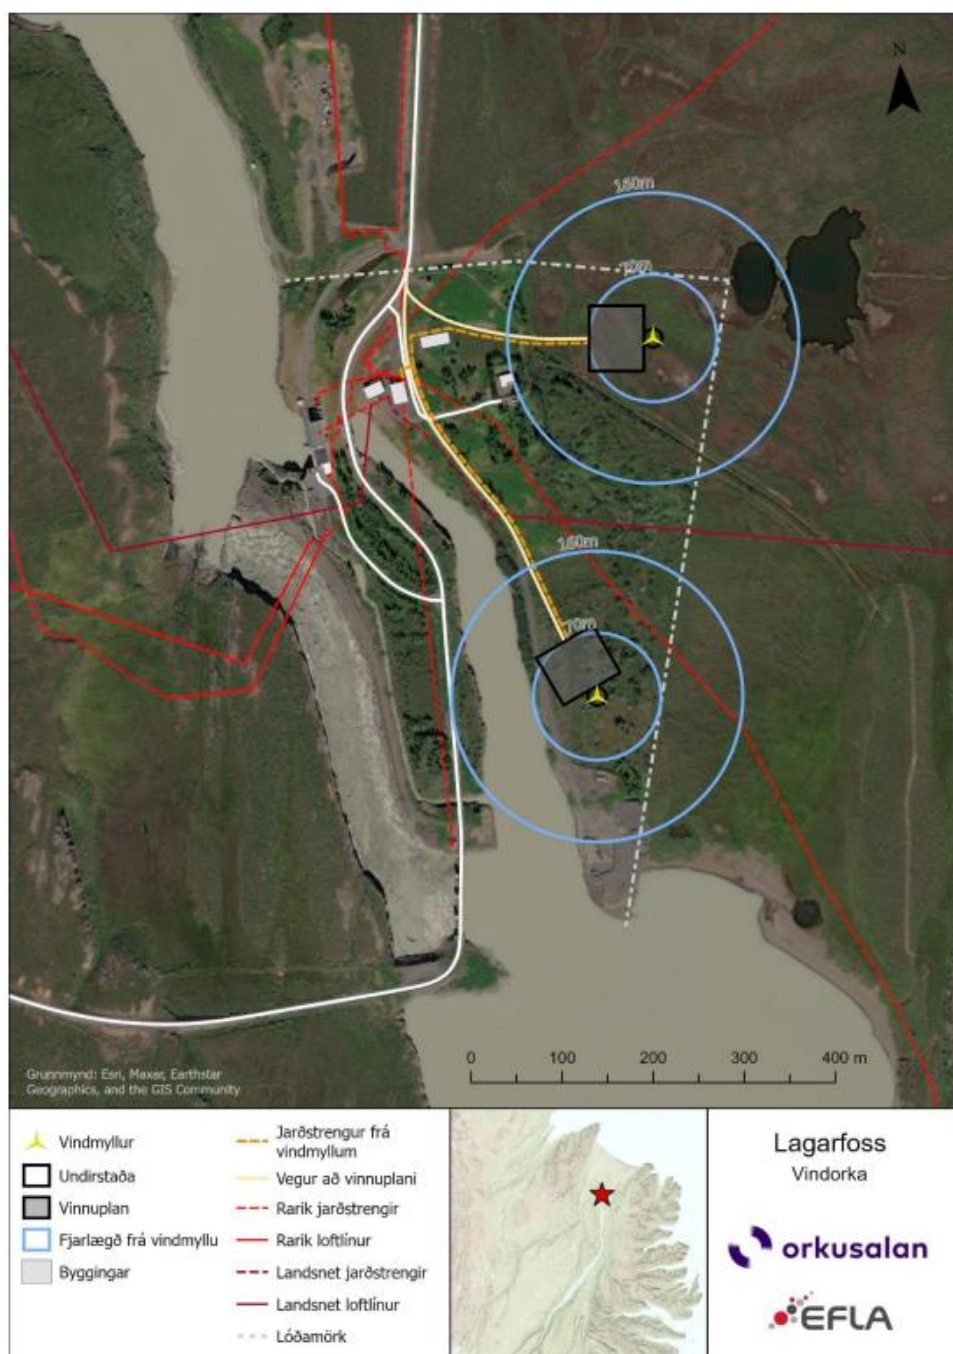 N
160m
70m
160m
70m
0 100 200 300 400 m
Grunnmynd: Esri, Maxar, Earthstar
Geographics, and the GIS Community
Vindmyllur
Undirstaða
Vinnuplan
Fjarlægð frá vindmyllu
Byggingar
Jarðstrengur frá
vindmyllum
Vegur að vinnuplani
Rarik jarðstrengir
Rarik loftlínur
Landsnet jarðstrengir
Landsnet loftlínur
Lóðamörk
Lagarfoss
Vindorka
orkusalan
EFLA